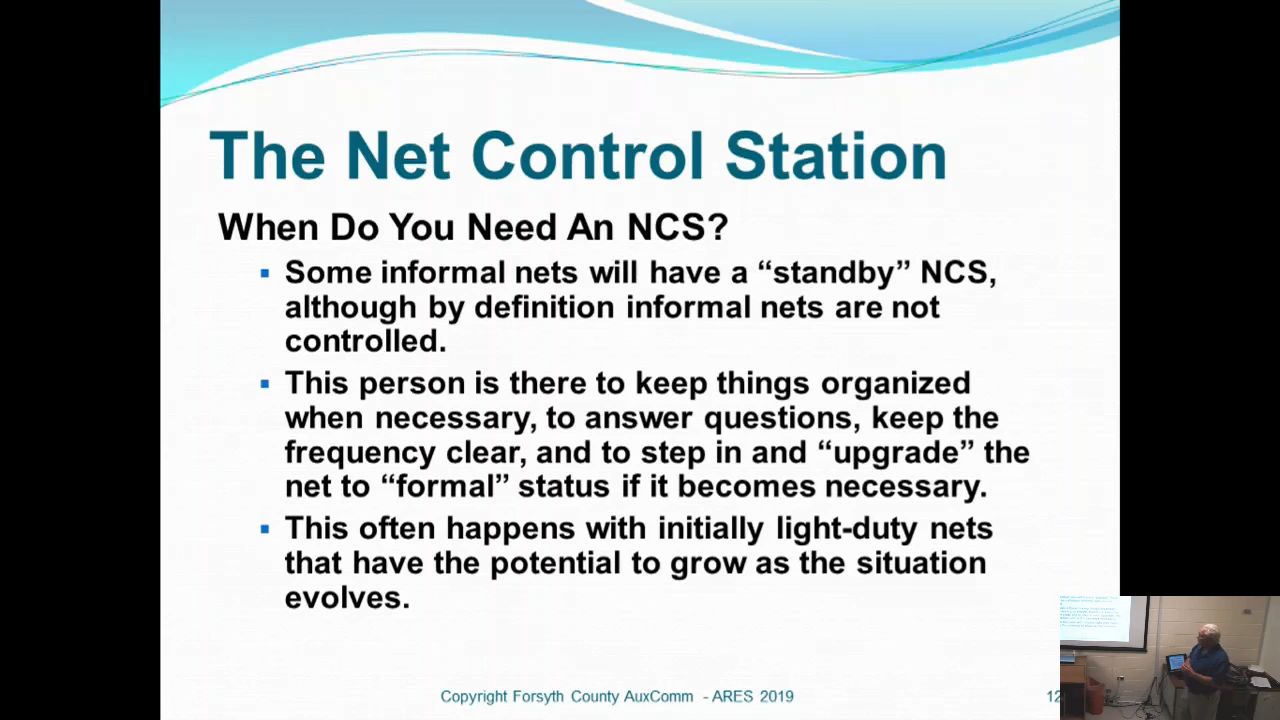 The Net Control Station
When Do You Need An NCS?
▪ Some informal nets will have a “standby” NCS,
although by definition informal nets are not
controlled.
▪ This person is there to keep things organized
when necessary, to answer questions, keep the
frequency clear, and to step in and “upgrade” the
net to “formal” status if it becomes necessary.
▪ This often happens with initially light-duty nets
that have the potential to grow as the situation
evolves.
Copyright Forsyth County AuxComm - ARES 2019